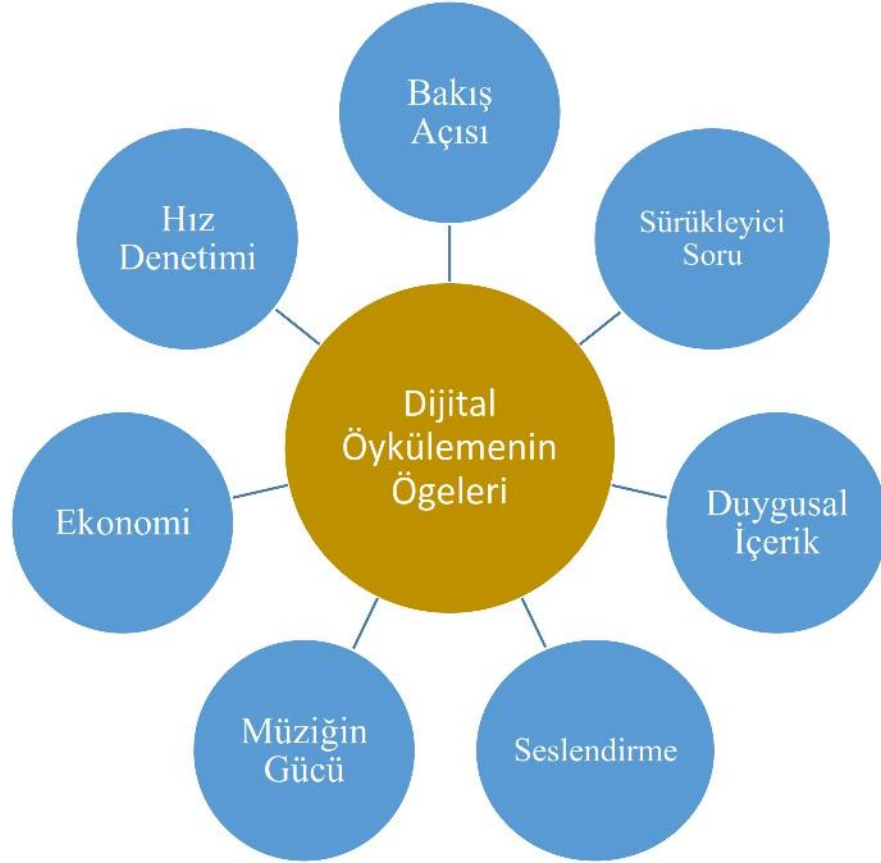 Bakış
Açısı
Sürükleyici
Soru
Duygusal
İçerik
Seslendirme
Müziğin
Gücü
Ekonomi
Hız
Denetimi
Dijital
Öykülemenin
Ögeleri